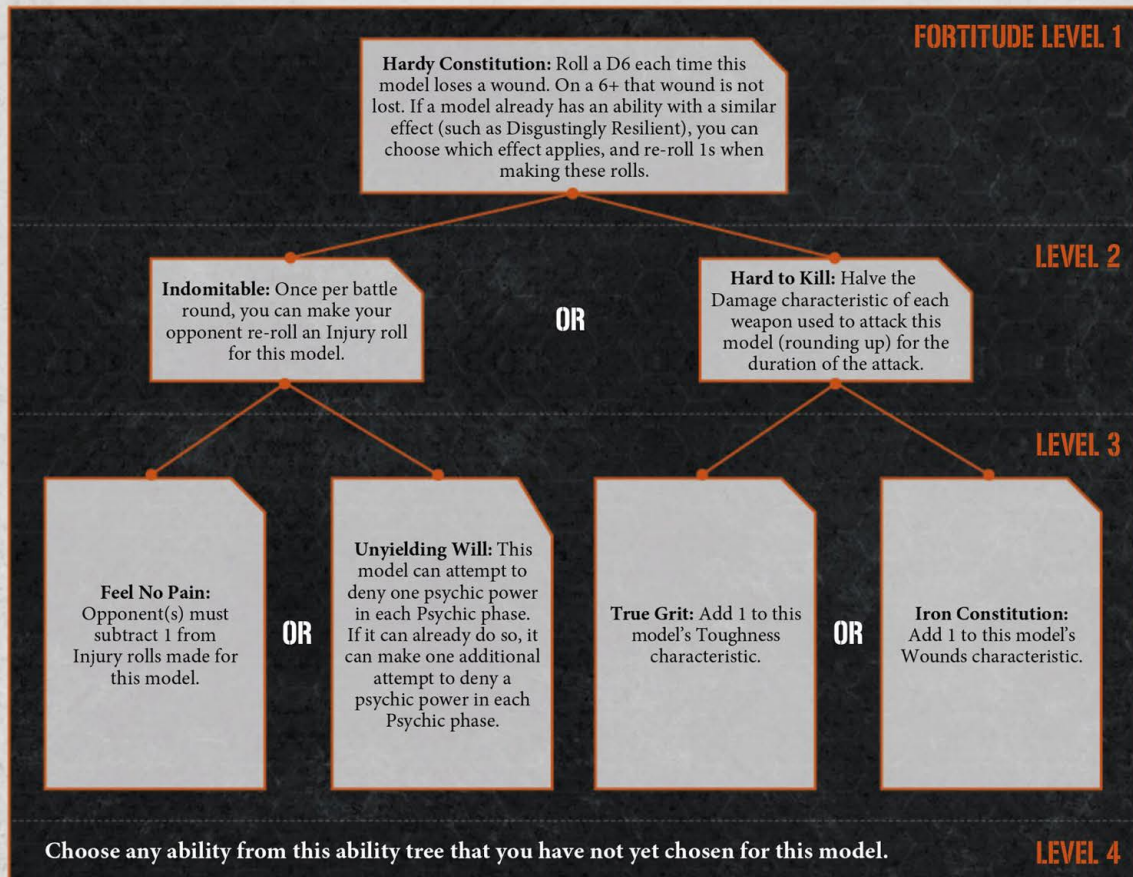 FORTITUDE LEVEL 1
Hardy Constitution: Roll a D6 each time this
model loses a wound. On a 6+ that wound is not
lost. If a model already has an ability with a similar
effect (such as Disgustingly Resilient), you can
choose which effect applies, and re-roll 1s when
making these rolls.
LEVEL 2
Indomitable: Once per battle
round, you can make your
opponent re-roll an Injury roll
for this model.
OR
Hard to Kill: Halve the
Damage characteristic of each
weapon used to attack this
model (rounding up) for the
duration of the attack.
LEVEL 3
Feel No Pain:
Opponent(s) must
subtract 1 from
Injury rolls made for
this model.
OR
Unyielding Will: This
model can attempt to
deny one psychic power
in each Psychic phase.
If it can already do so, it
can make one additional
attempt to deny a
psychic power in each
Psychic phase.
True Grit: Add 1 to this
model's Toughness
characteristic.
OR
Iron Constitution:
Add 1 to this model's
Wounds characteristic.
Choose any ability from this ability tree that you have not yet chosen for this model.
LEVEL 4